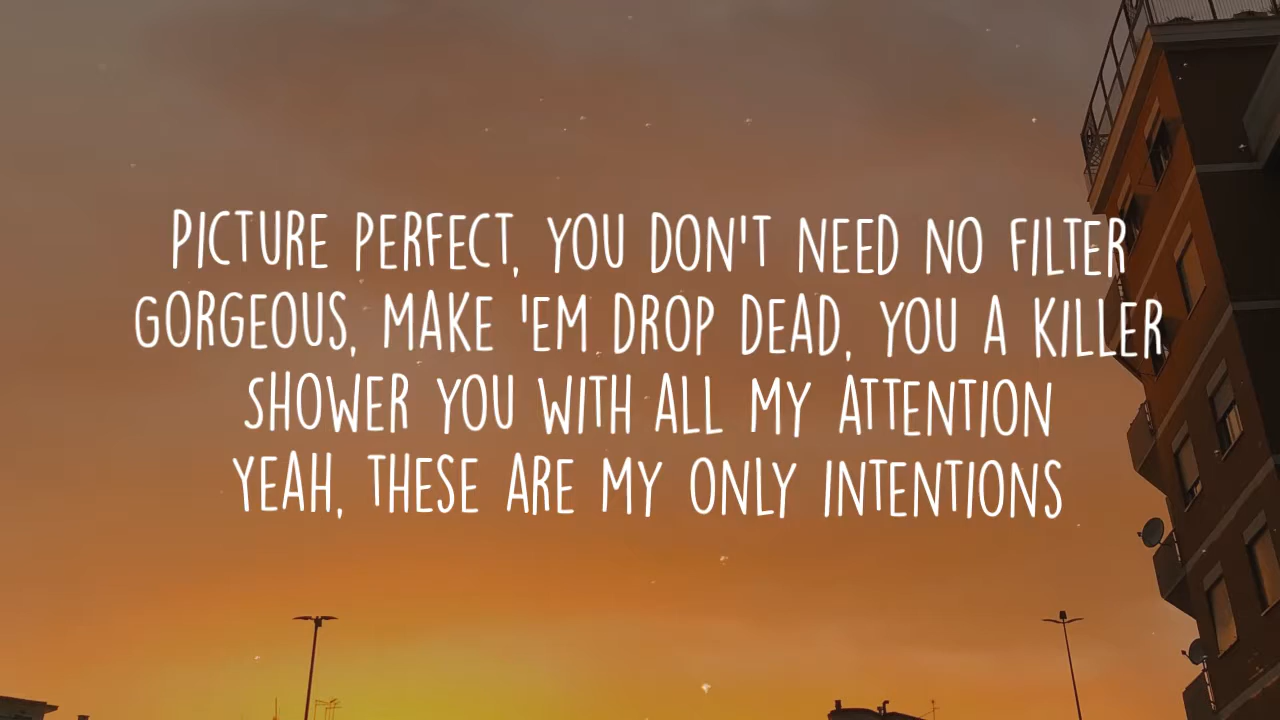 PICTURE PERFECT, YOU DON'T NEED NO FILTER
GORGEOUS, MAKE 'EM DROP DEAD, YOU A KILLER
SHOWER YOU WITH ALL MY ATTENTION
YEAH, THESE ARE MY ONLY INTENTIONS